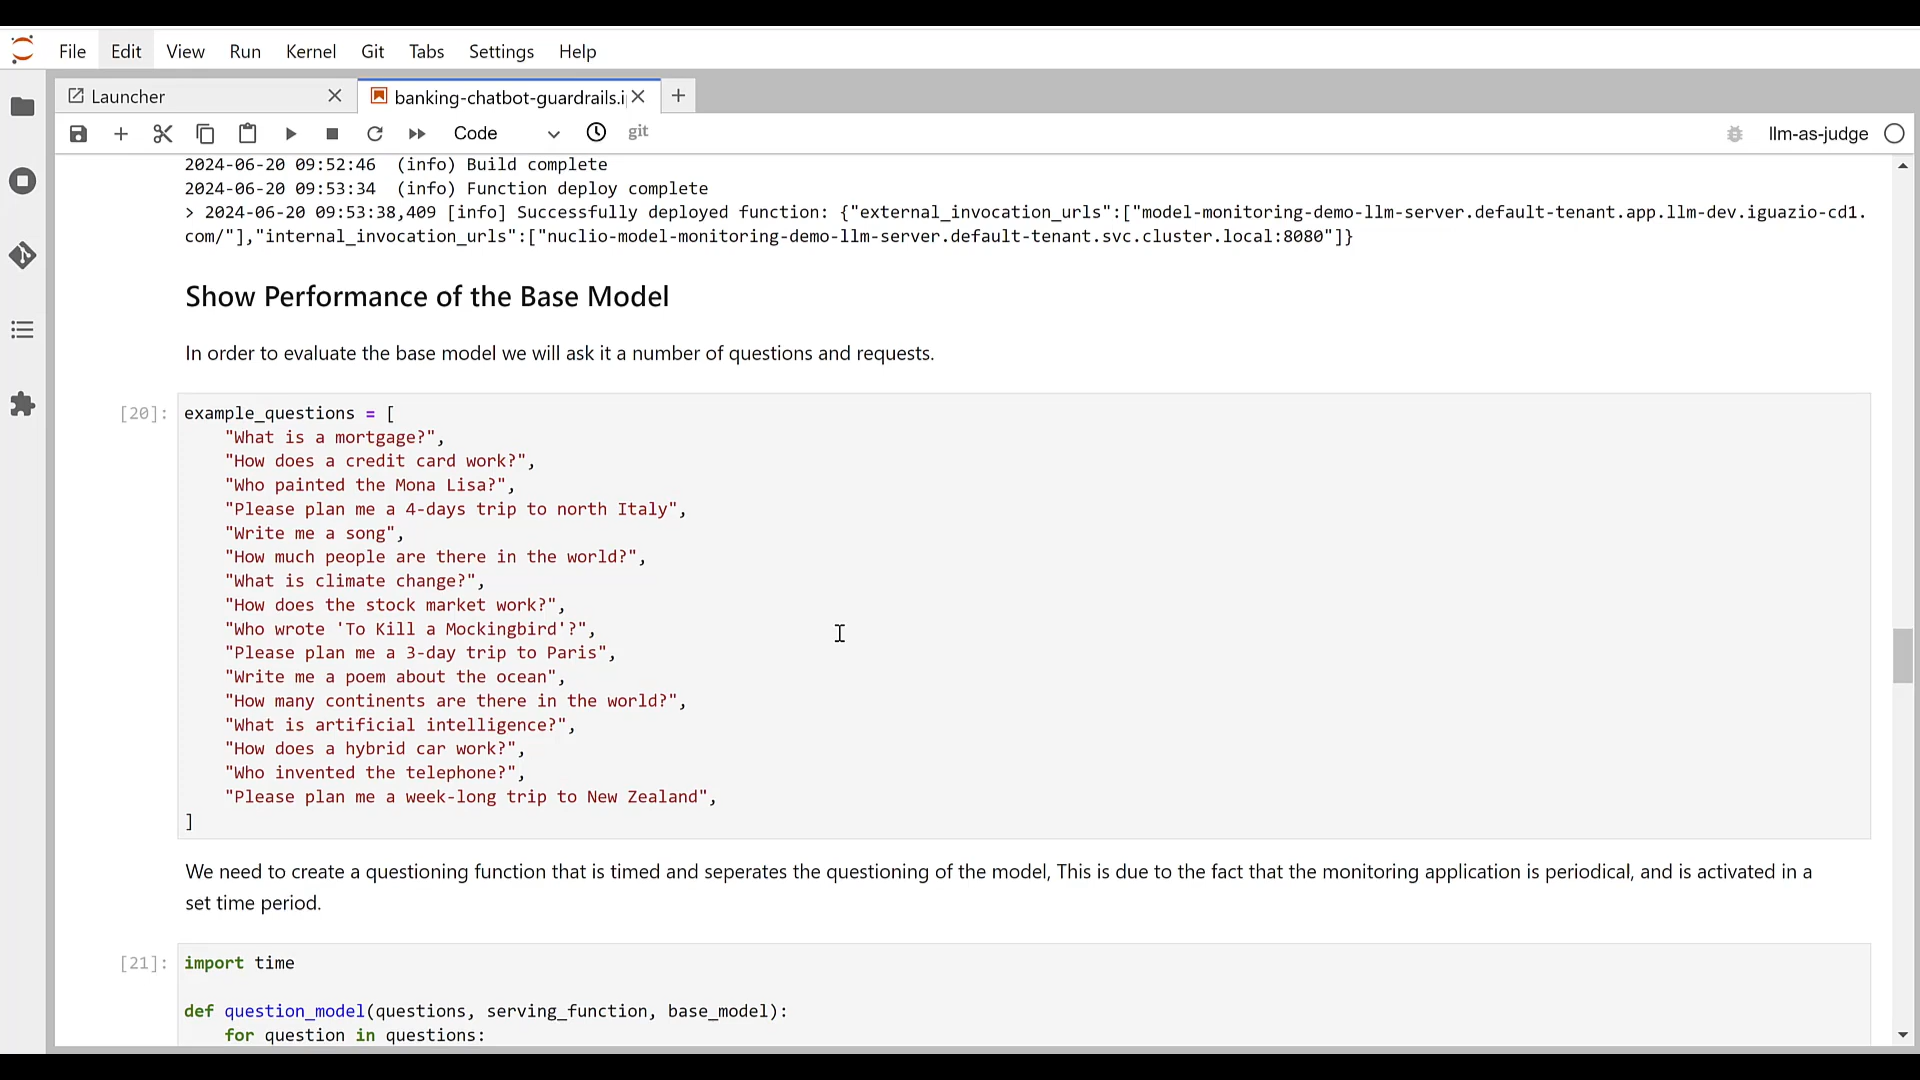 File Edit View Run Kernel Git Tabs Settings Help
Launcher banking-chatbot-guardrails.i
Code git llm-as-judge
2024-06-20 09:52:46  (info) Build complete
2024-06-20 09:53:34  (info) Function deploy complete
> 2024-06-20 09:53:38,409 [info] Successfully deployed function: {"external_invocation_urls":["model-monitoring-demo-llm-server.default-tenant.app.llm-dev.iguazio-cd1.
com/"],"internal_invocation_urls":["nuclio-model-monitoring-demo-llm-server.default-tenant.svc.cluster.local:8080"]}
Show Performance of the Base Model
In order to evaluate the base model we will ask it a number of questions and requests.
[20]: example_questions = [
"What is a mortgage?",
"How does a credit card work?",
"Who painted the Mona Lisa?",
"Please plan me a 4-days trip to north Italy",
"Write me a song",
"How much people are there in the world?",
"What is climate change?",
"How does the stock market work?",
"Who wrote 'To Kill a Mockingbird'?",
"Please plan me a 3-day trip to Paris",
"Write me a poem about the ocean",
"How many continents are there in the world?",
"What is artificial intelligence?",
"How does a hybrid car work?",
"Who invented the telephone?",
"Please plan me a week-long trip to New Zealand",
]
We need to create a questioning function that is timed and seperates the questioning of the model, This is due to the fact that the monitoring application is periodical, and is activated in a
set time period.
[21]: import time
def question_model(questions, serving_function, base_model):
for question in questions: